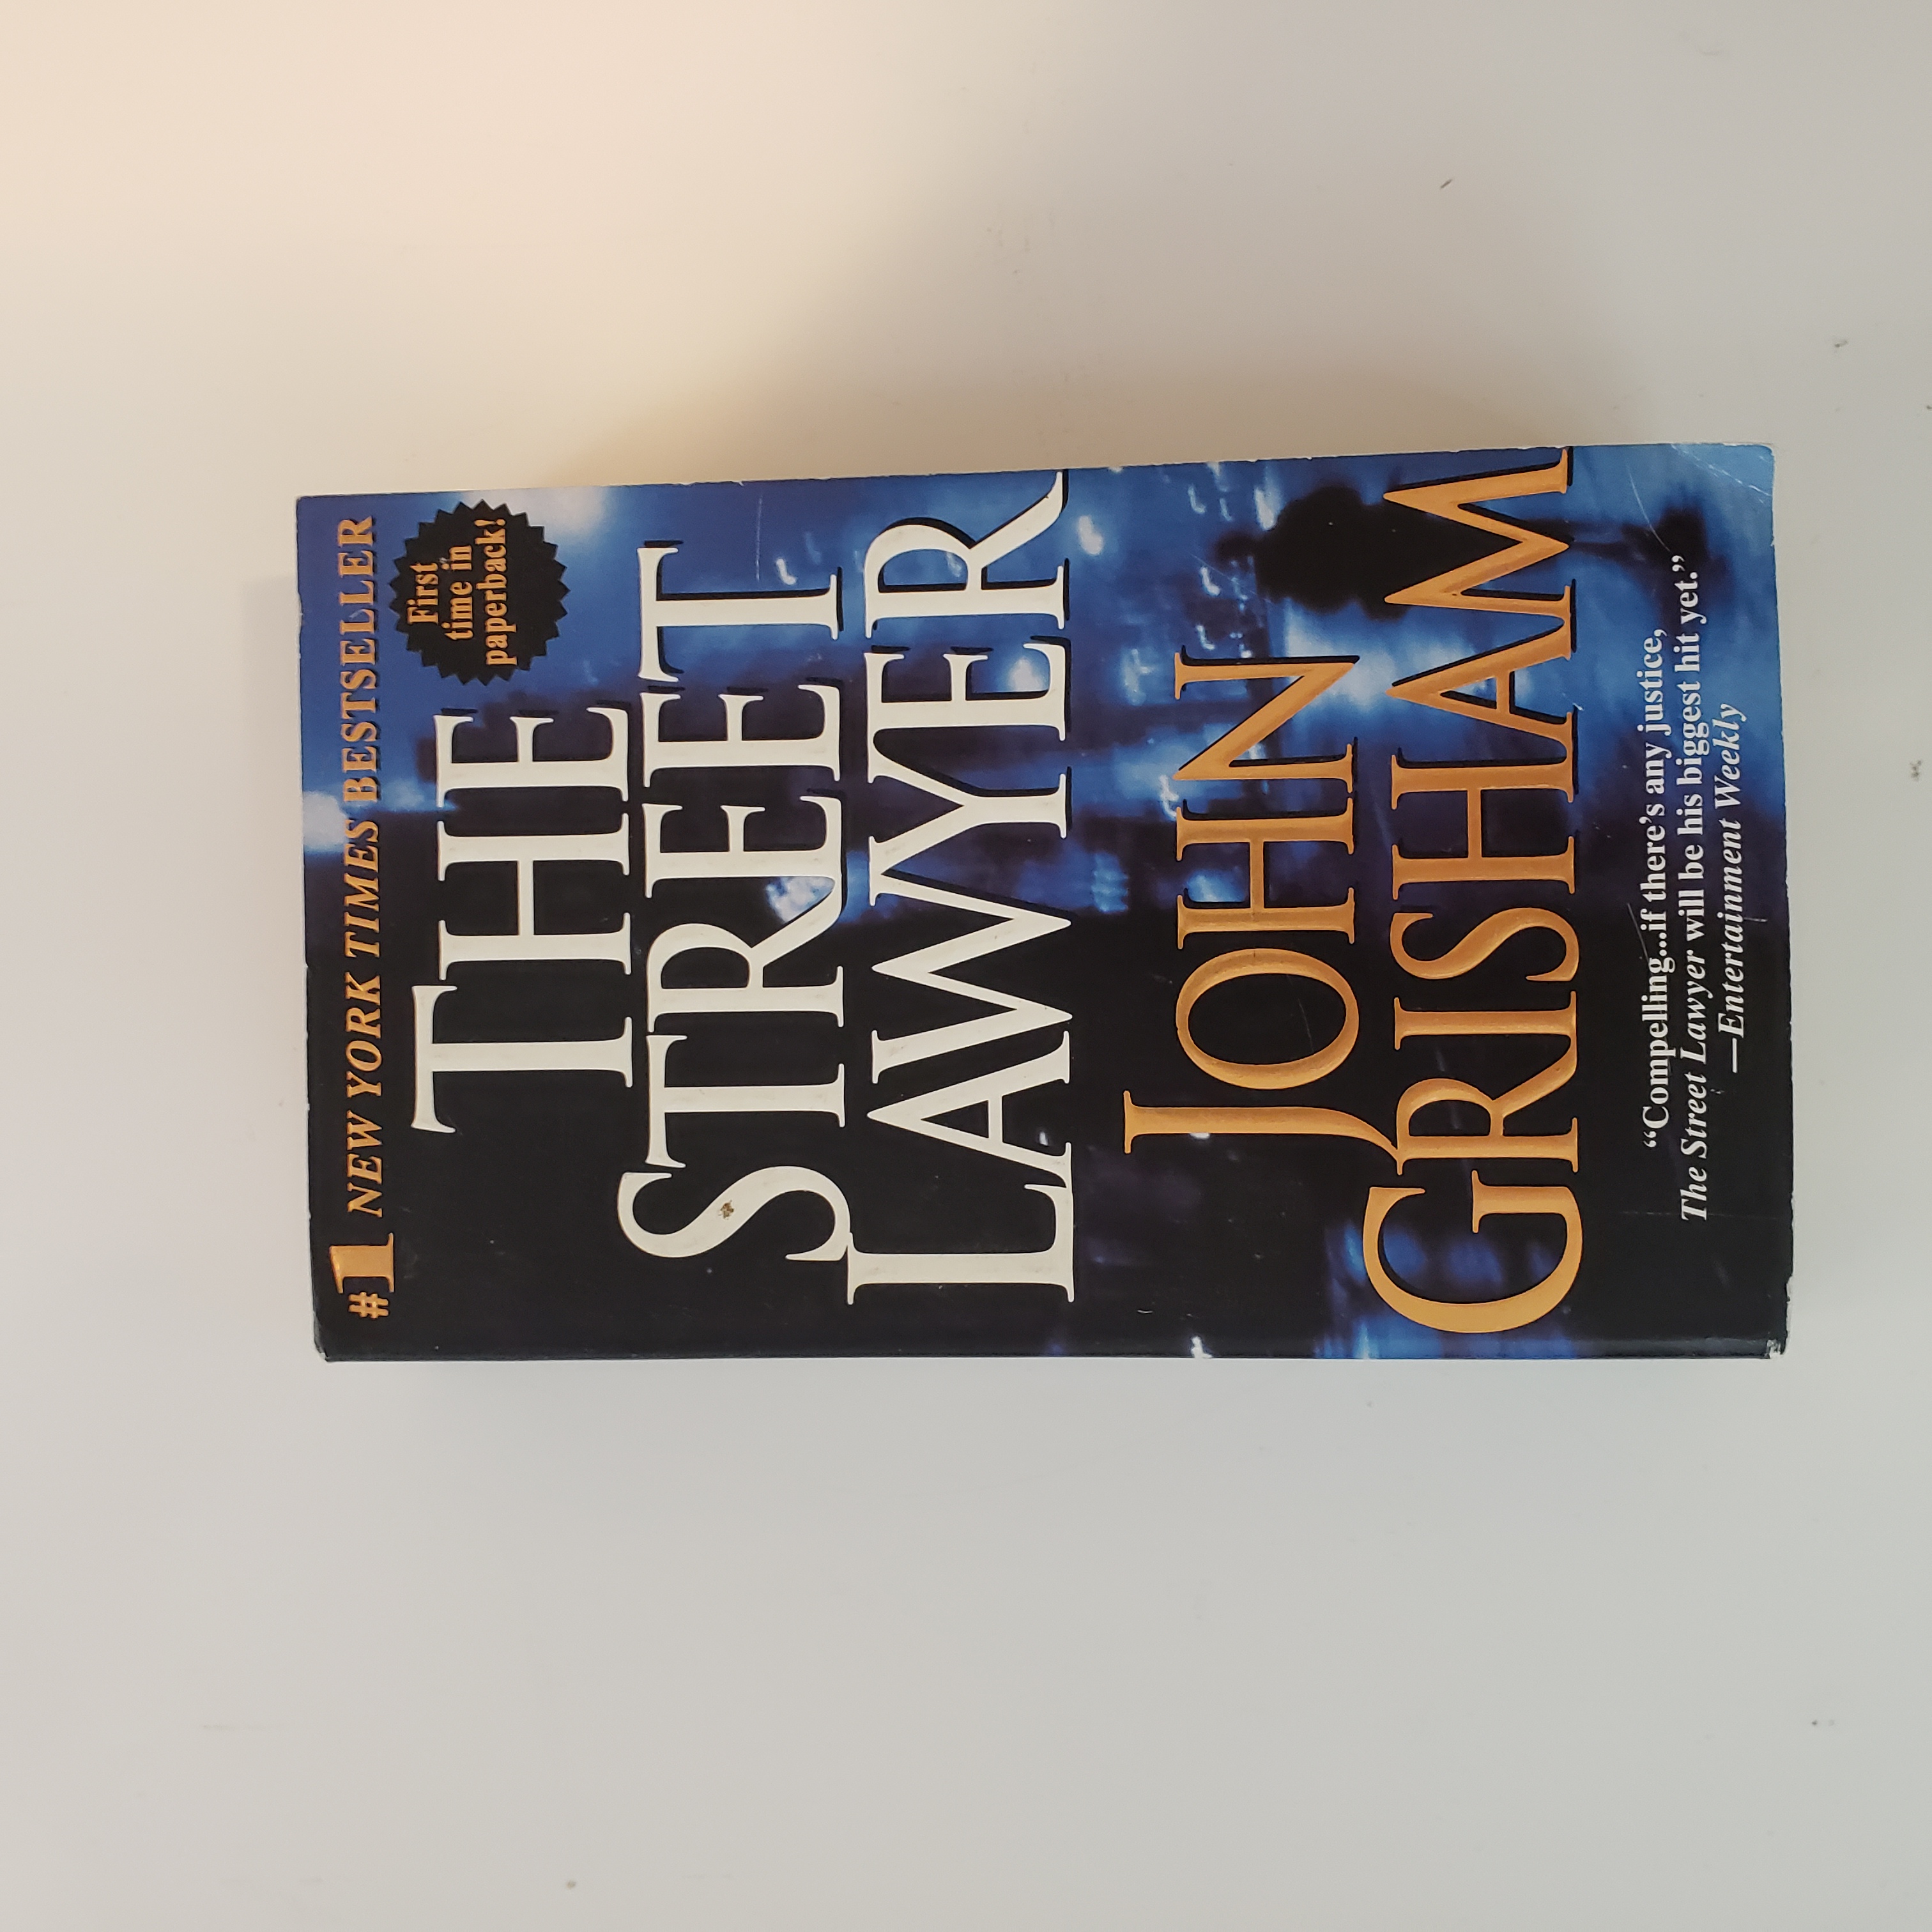 #1 NEW YORK TIMES BESTSELLER
First
time in
paperback!
THE
STREET
LAWYER
JOHN
GRISHAM
“Compelling...if there’s any justice,
The Street Lawyer will be his biggest hit yet.”
—Entertainment Weekly